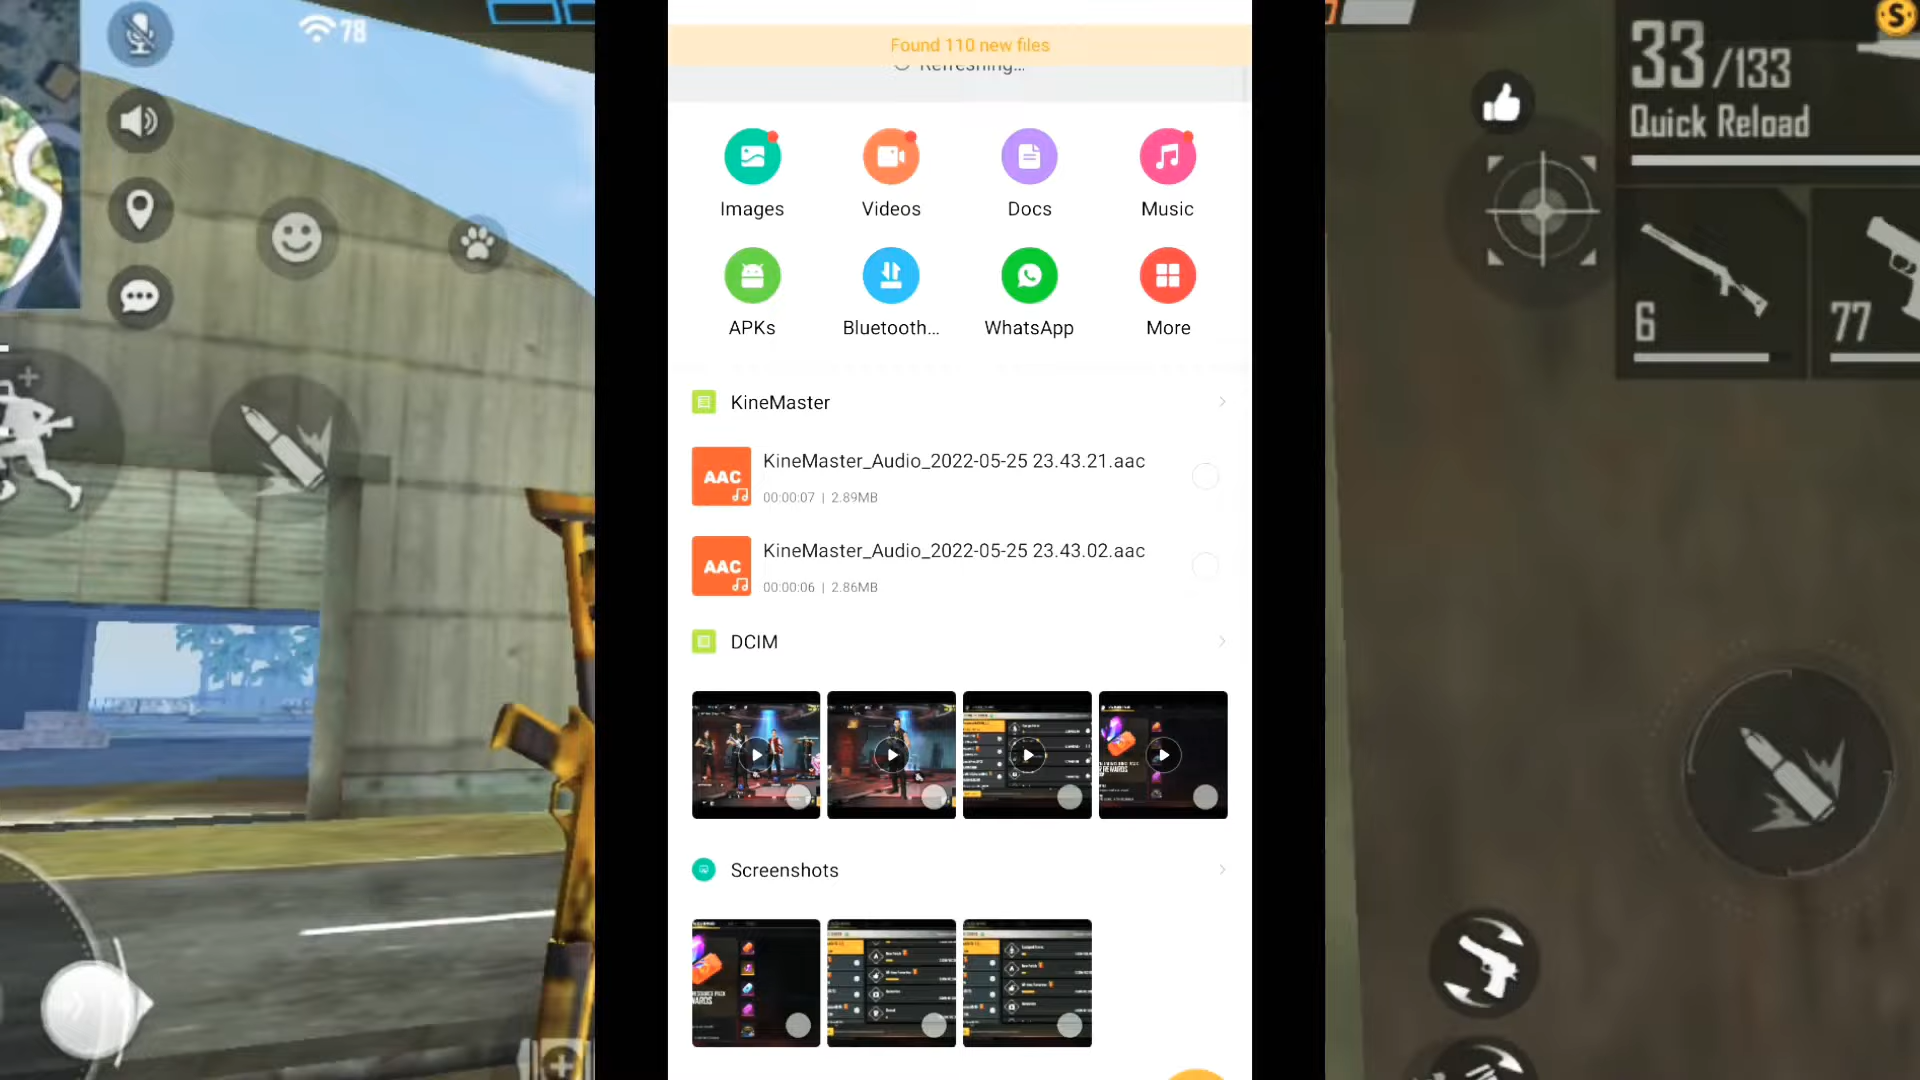 78
Found 110 new files
Refreshing...
Images
Videos
Docs
Music
APKs
Bluetooth...
WhatsApp
More
KineMaster
AAC
KineMaster_Audio_2022-05-25 23.43.21.aac
00:00:07 | 2.89MB
AAC
KineMaster_Audio_2022-05-25 23.43.02.aac
00:00:06 | 2.86MB
DCIM
Screenshots
33/133
Quick Reload
6
77
S